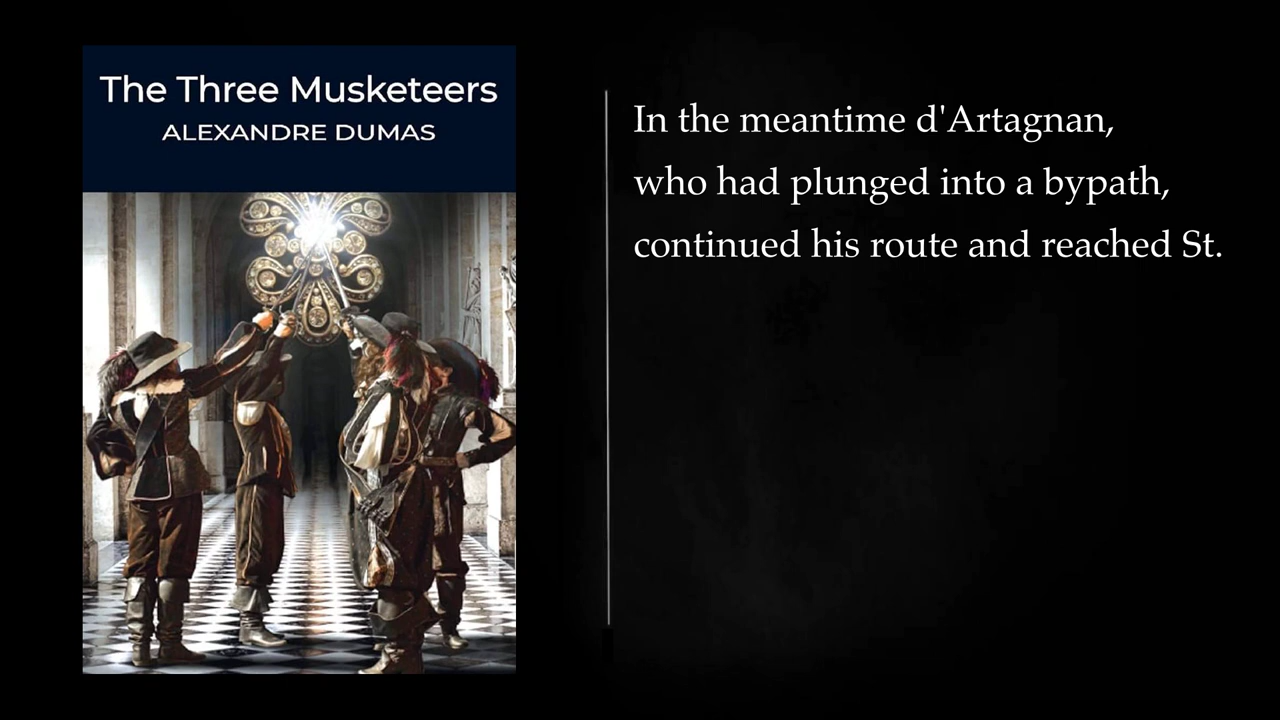 The Three Musketeers
ALEXANDRE DUMAS
In the meantime d'Artagnan,
who had plunged into a bypath,
continued his route and reached St.